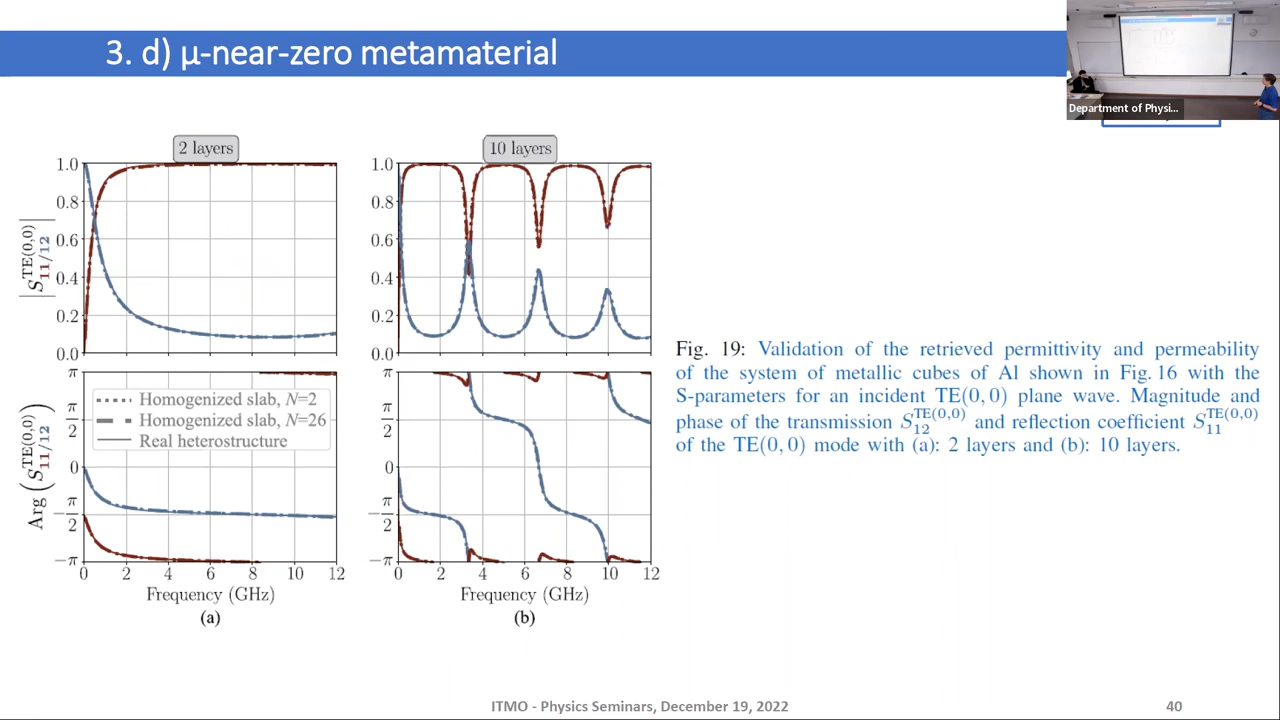 3. d) μ-near-zero metamaterial
Department of Physi...
2 layers
10 layers
1.0
0.8
0.6
0.4
0.2
0.0
1.0
0.8
0.6
0.4
0.2
0.0
|S^TE(0,0)_11/12|
π
π/2
0
−π/2
−π
π
π/2
0
−π/2
−π
Arg (S^TE(0,0)_11/12)
Homogenized slab, N=2
Homogenized slab, N=26
Real heterostructure
0 2 4 6 8 10 12
0 2 4 6 8 10 12
Frequency (GHz)
Frequency (GHz)
(a)
(b)
Fig. 19: Validation of the retrieved permittivity and permeability
of the system of metallic cubes of Al shown in Fig. 16 with the
S-parameters for an incident TE(0, 0) plane wave. Magnitude and
phase of the transmission S_12^TE(0,0) and reflection coefficient S_11^TE(0,0)
of the TE(0, 0) mode with (a): 2 layers and (b): 10 layers.
ITMO - Physics Seminars, December 19, 2022
40